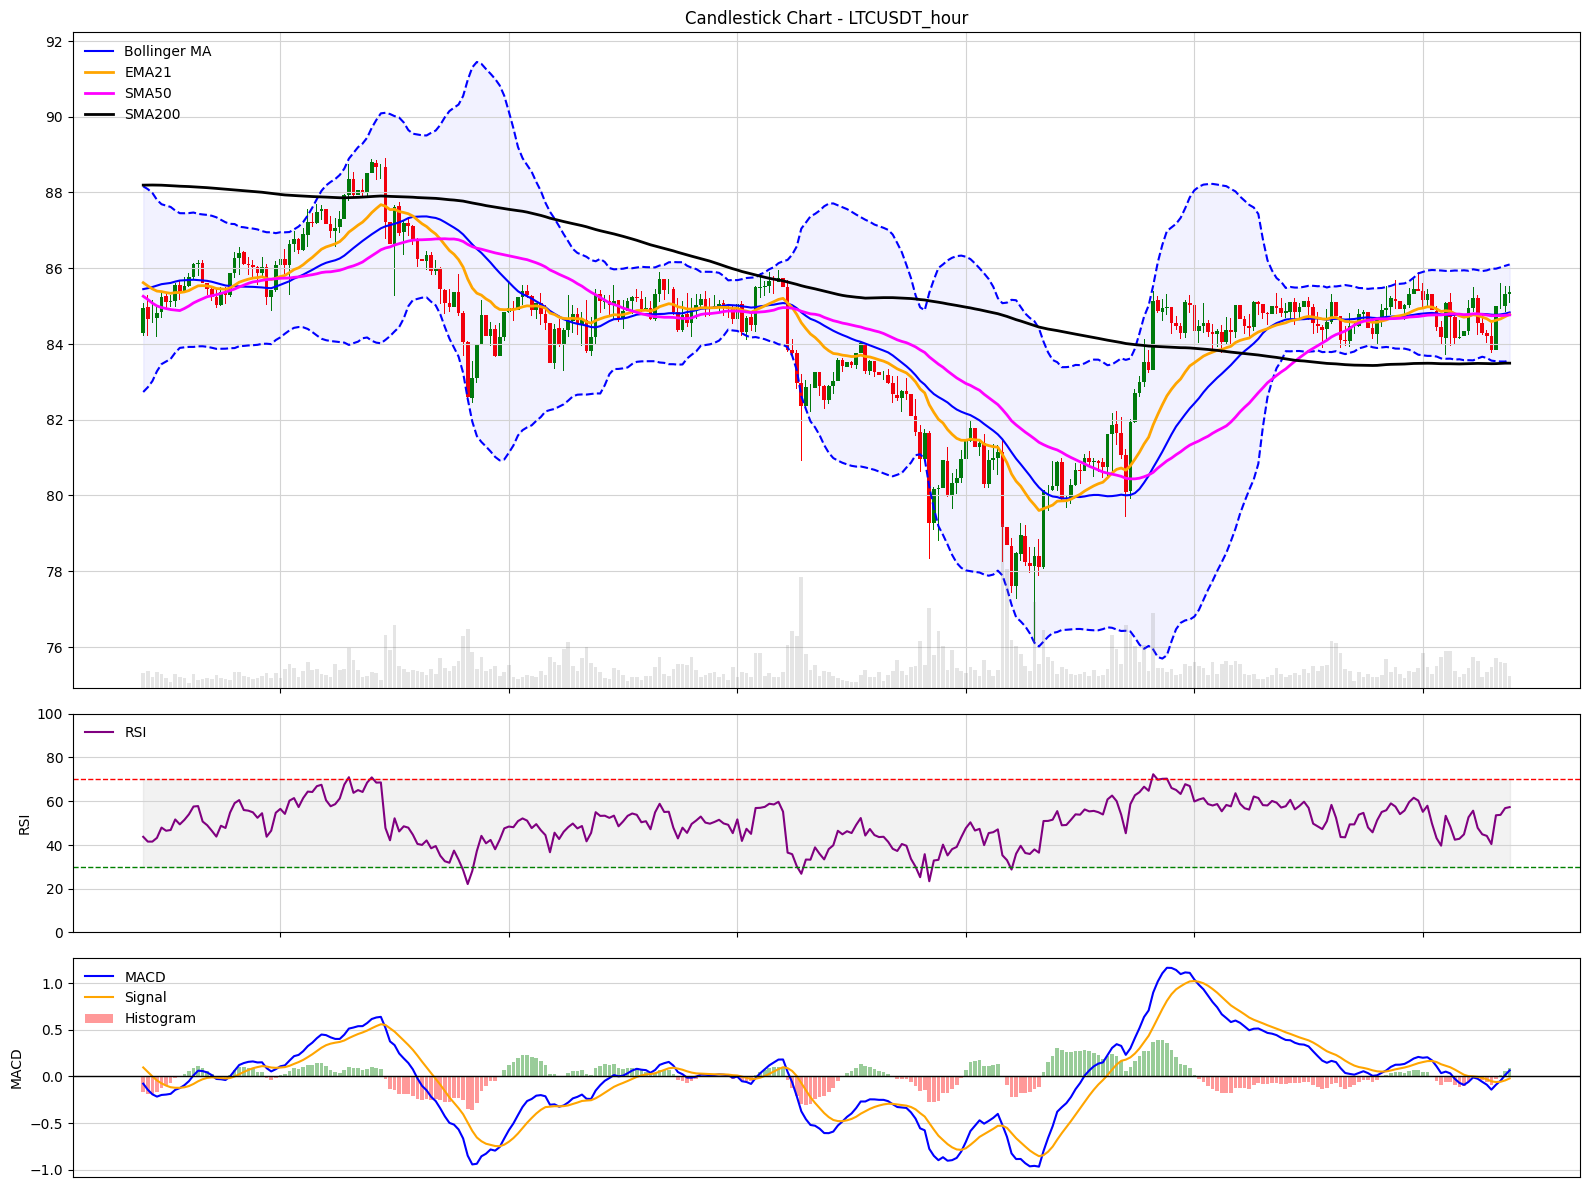 Candlestick Chart - LTCUSDT_hour
92
90
88
86
84
82
80
78
76
Bollinger MA
EMA21
SMA50
SMA200
100
80
60
40
20
0
RSI
RSI
1.0
0.5
0.0
−0.5
−1.0
MACD
MACD
Signal
Histogram